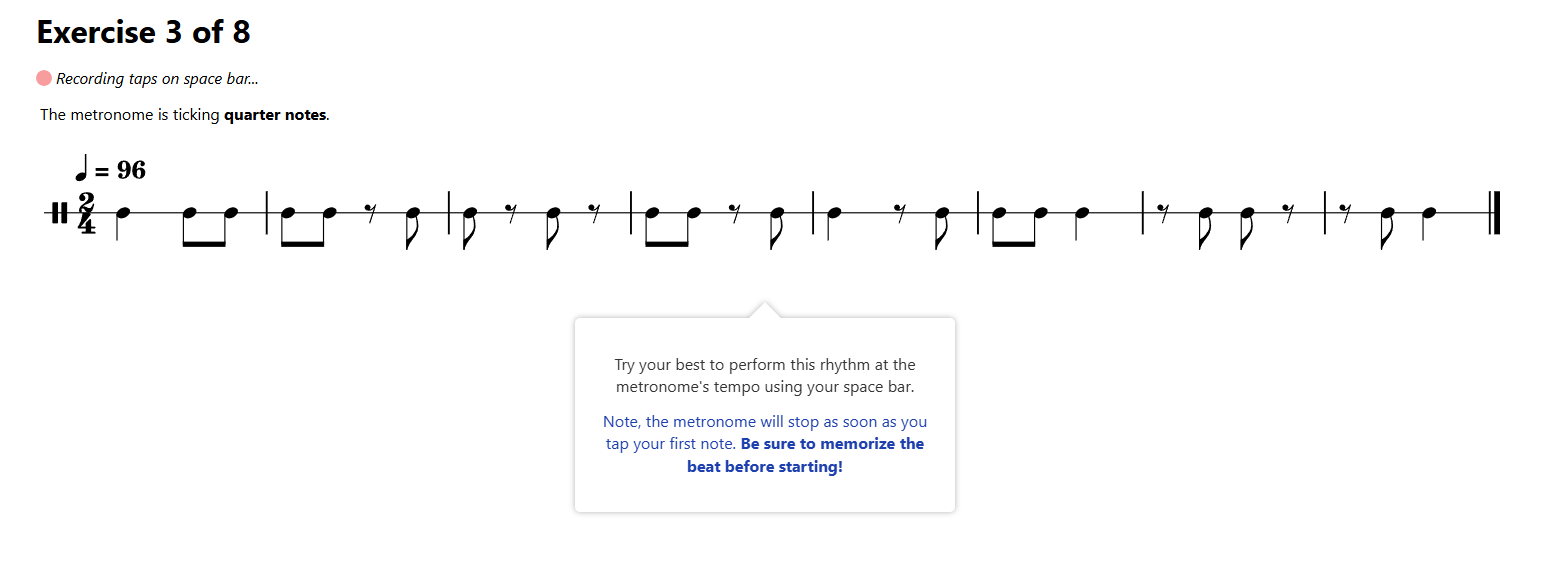 Exercise 3 of 8
Recording taps on space bar...
The metronome is ticking quarter notes.
♩ = 96
2
4
Try your best to perform this rhythm at the
metronome's tempo using your space bar.
Note, the metronome will stop as soon as you
tap your first note. Be sure to memorize the
beat before starting!